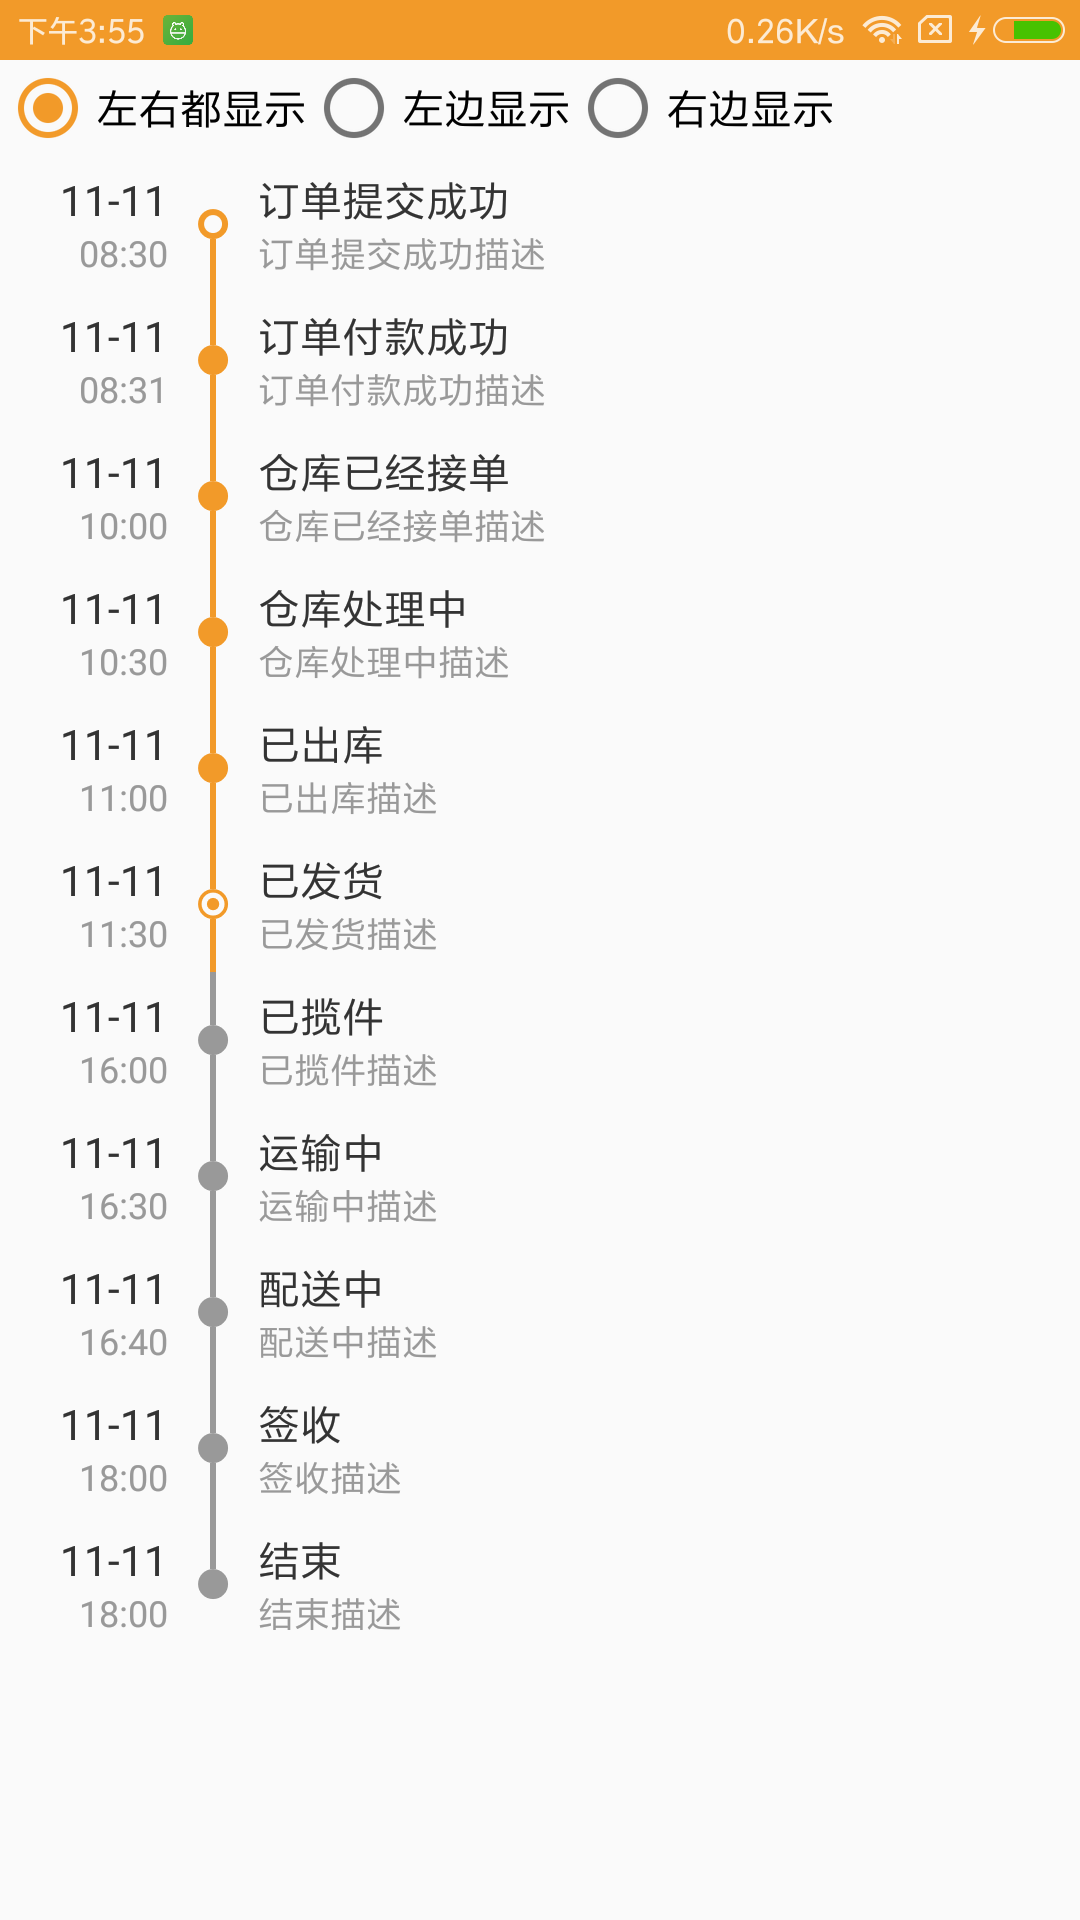 下午3:55 0.26K/s
左右都显示 左边显示 右边显示
11-11 订单提交成功
08:30 订单提交成功描述
11-11 订单付款成功
08:31 订单付款成功描述
11-11 仓库已经接单
10:00 仓库已经接单描述
11-11 仓库处理中
10:30 仓库处理中描述
11-11 已出库
11:00 已出库描述
11-11 已发货
11:30 已发货描述
11-11 已揽件
16:00 已揽件描述
11-11 运输中
16:30 运输中描述
11-11 配送中
16:40 配送中描述
11-11 签收
18:00 签收描述
11-11 结束
18:00 结束描述